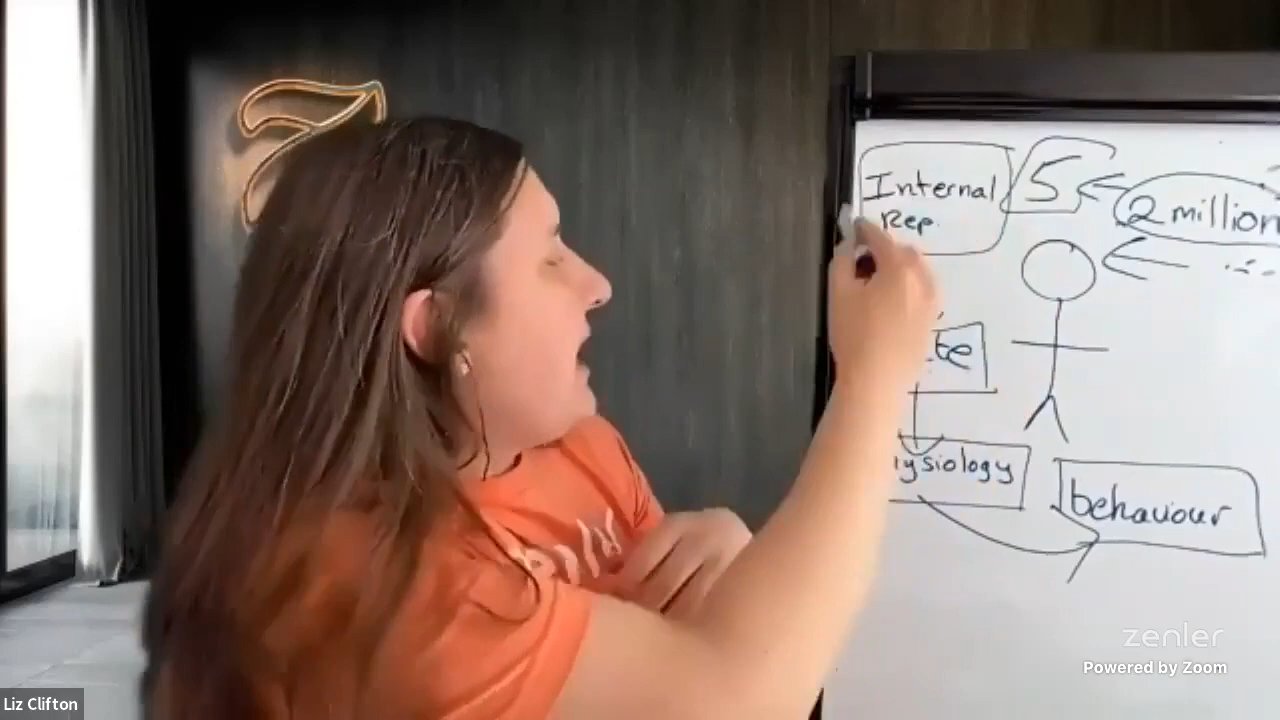 Internal
Rep.
5
2 million
te
ysiology
behaviour
zenler
Powered by Zoom
Liz Clifton